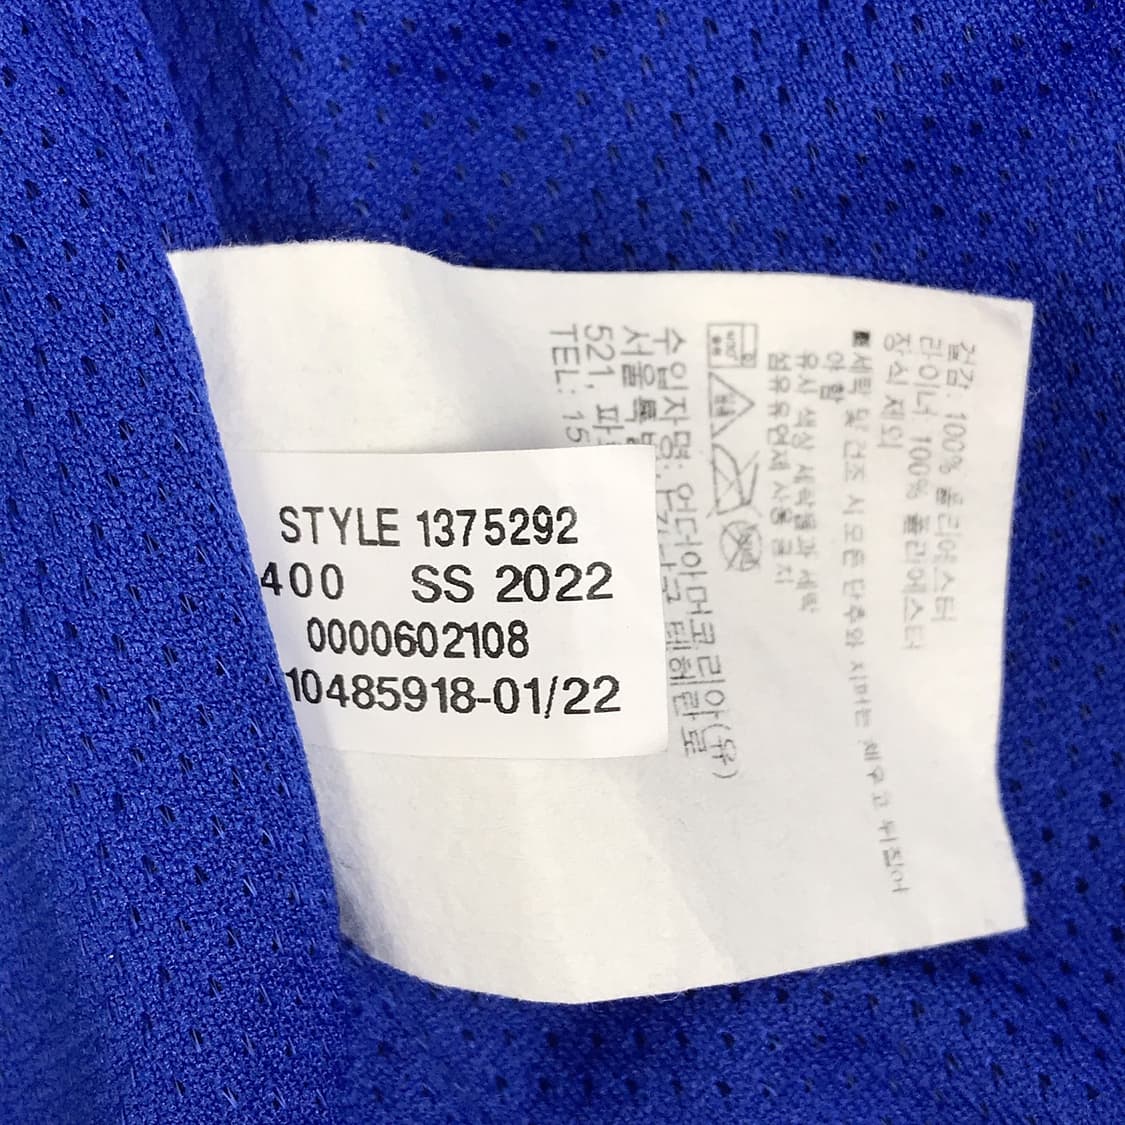 STYLE 1375292
400 SS 2022
0000602108
10485918-01/22
겉감: 100% 폴리에스터
라이너: 100% 폴리에스터
장식 제외
세탁 및 건조 시 모든 단추와 지퍼는 채우고 뒤집어
야 함
유사 색상 세탁물과 세탁
섬유 유연제 사용 금지
수입자명: 언더아머코리아(유)
서울특
521, 파
TEL: 15